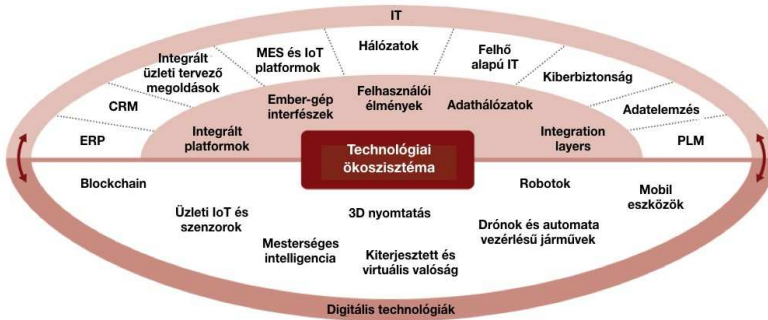 IT
Hálózatok
MES és IoT
platformok
Felhő
alapú IT
Integrált
üzleti tervező
megoldások
Kiberbiztonság
CRM
Adatelemzés
ERP
PLM
Felhasználói
élmények
Ember-gép
interfészek
Adathálózatok
Integrált
platformok
Integration
layers
Technológiai
ökoszisztéma
Blockchain
Robotok
Mobil
eszközök
Üzleti IoT és
szenzorok
3D nyomtatás
Drónok és automata
vezérlésű járművek
Mesterséges
intelligencia
Kiterjesztett és
virtuális valóság
Digitális technológiák